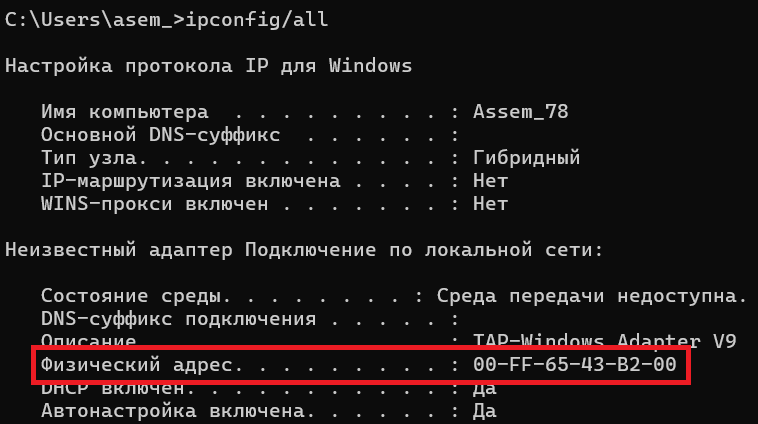 C:\Users\asem_>ipconfig/all
Настройка протокола IP для Windows
Имя компьютера  . . . . . . . . . : Assem_78
Основной DNS-суффикс  . . . . . . :
Тип узла. . . . . . . . . . . . . : Гибридный
IP-маршрутизация включена . . . . : Нет
WINS-прокси включен . . . . . . . : Нет
Неизвестный адаптер Подключение по локальной сети:
Состояние среды. . . . . . . . : Среда передачи недоступна.
DNS-суффикс подключения . . . . . :
Описание. . . . . . . . . . . . . : TAP-Windows Adapter V9
Физический адрес. . . . . . . . . : 00-FF-65-43-B2-00
DHCP включен. . . . . . . . . . . : Да
Автонастройка включена. . . . . . : Да